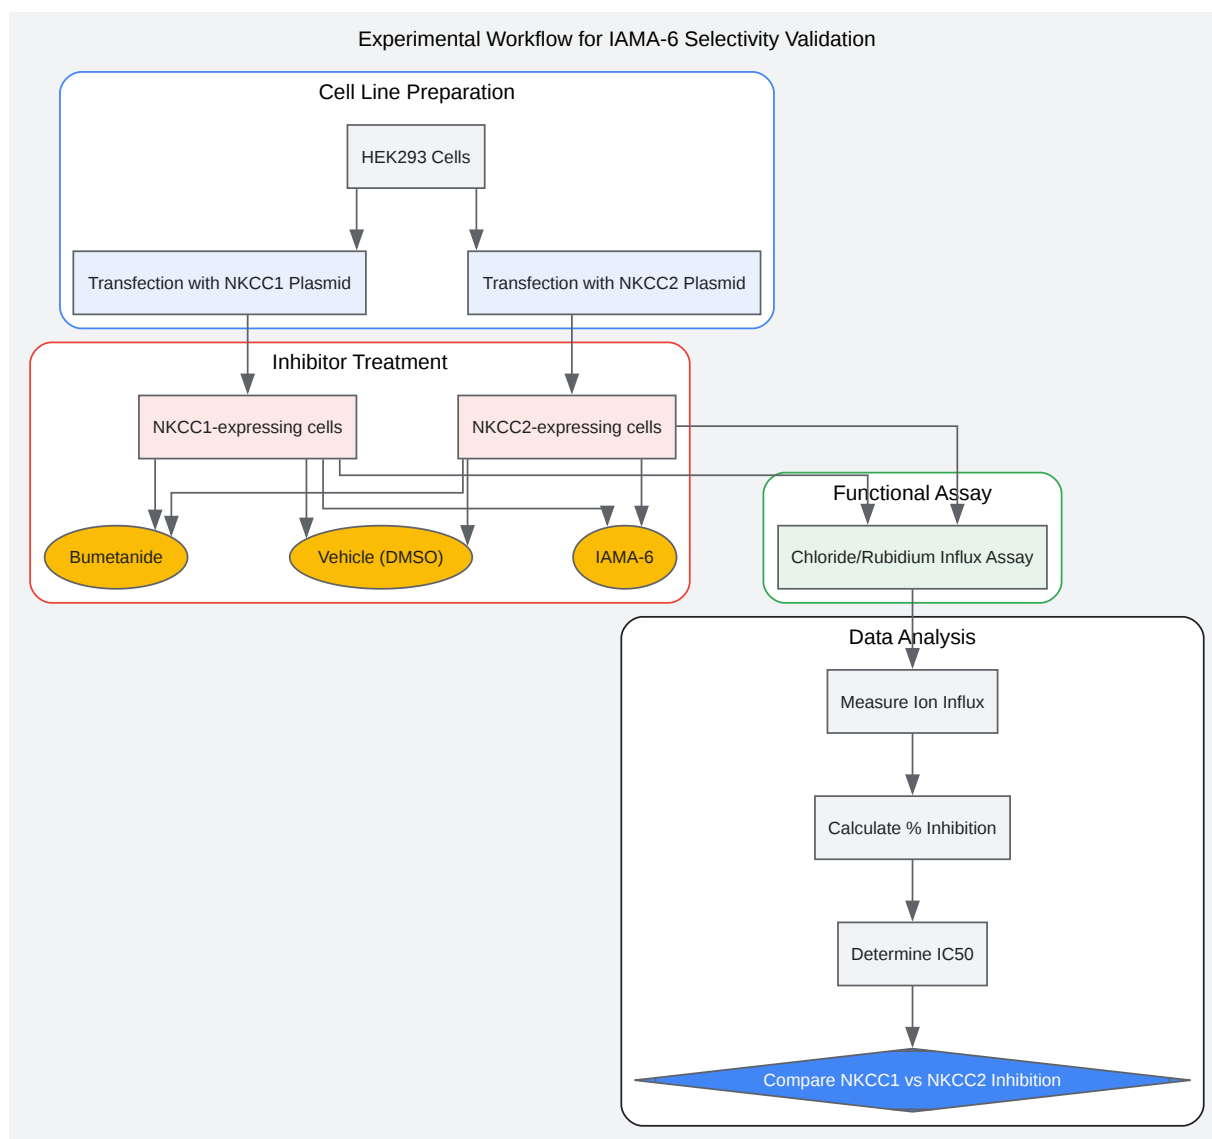 Experimental Workflow for IAMA-6 Selectivity Validation
Cell Line Preparation
HEK293 Cells
Transfection with NKCC1 Plasmid
Transfection with NKCC2 Plasmid
Inhibitor Treatment
NKCC1-expressing cells
NKCC2-expressing cells
Bumetanide
Vehicle (DMSO)
IAMA-6
Functional Assay
Chloride/Rubidium Influx Assay
Data Analysis
Measure Ion Influx
Calculate % Inhibition
Determine IC50
Compare NKCC1 vs NKCC2 Inhibition